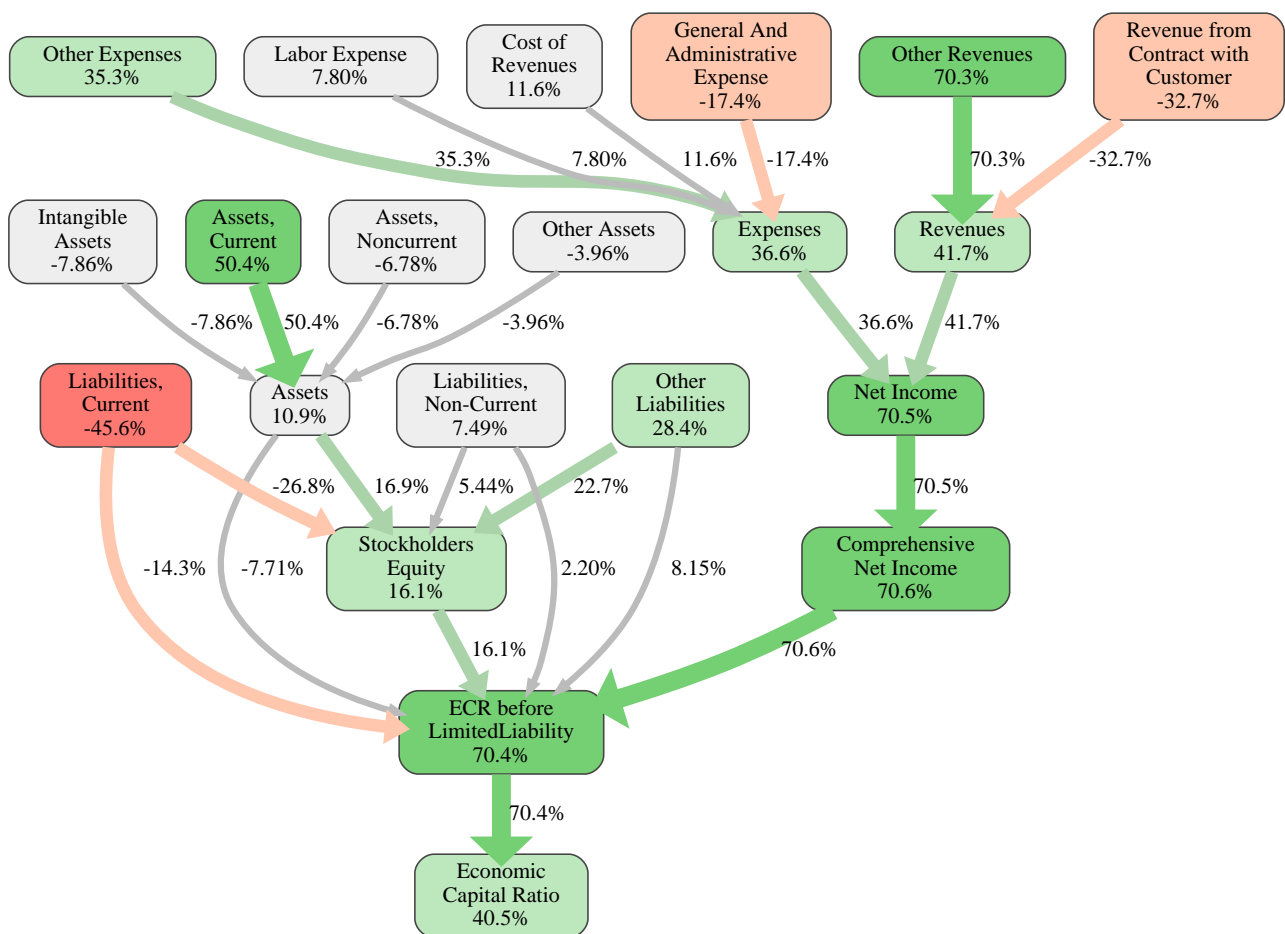 Other Expenses
35.3%
Labor Expense
7.80%
Cost of
Revenues
11.6%
General And
Administrative
Expense
-17.4%
Other Revenues
70.3%
Revenue from
Contract with
Customer
-32.7%
35.3%
7.80%
11.6%
-17.4%
70.3%
-32.7%
Intangible
Assets
-7.86%
Assets,
Current
50.4%
Assets,
Noncurrent
-6.78%
Other Assets
-3.96%
Expenses
36.6%
Revenues
41.7%
-7.86%
50.4%
-6.78%
-3.96%
36.6%
41.7%
Liabilities,
Current
-45.6%
Assets
10.9%
Liabilities,
Non-Current
7.49%
Other
Liabilities
28.4%
Net Income
70.5%
-26.8%
16.9%
5.44%
22.7%
70.5%
Stockholders
Equity
16.1%
Comprehensive
Net Income
70.6%
-14.3%
-7.71%
2.20%
8.15%
16.1%
70.6%
ECR before
LimitedLiability
70.4%
70.4%
Economic
Capital Ratio
40.5%